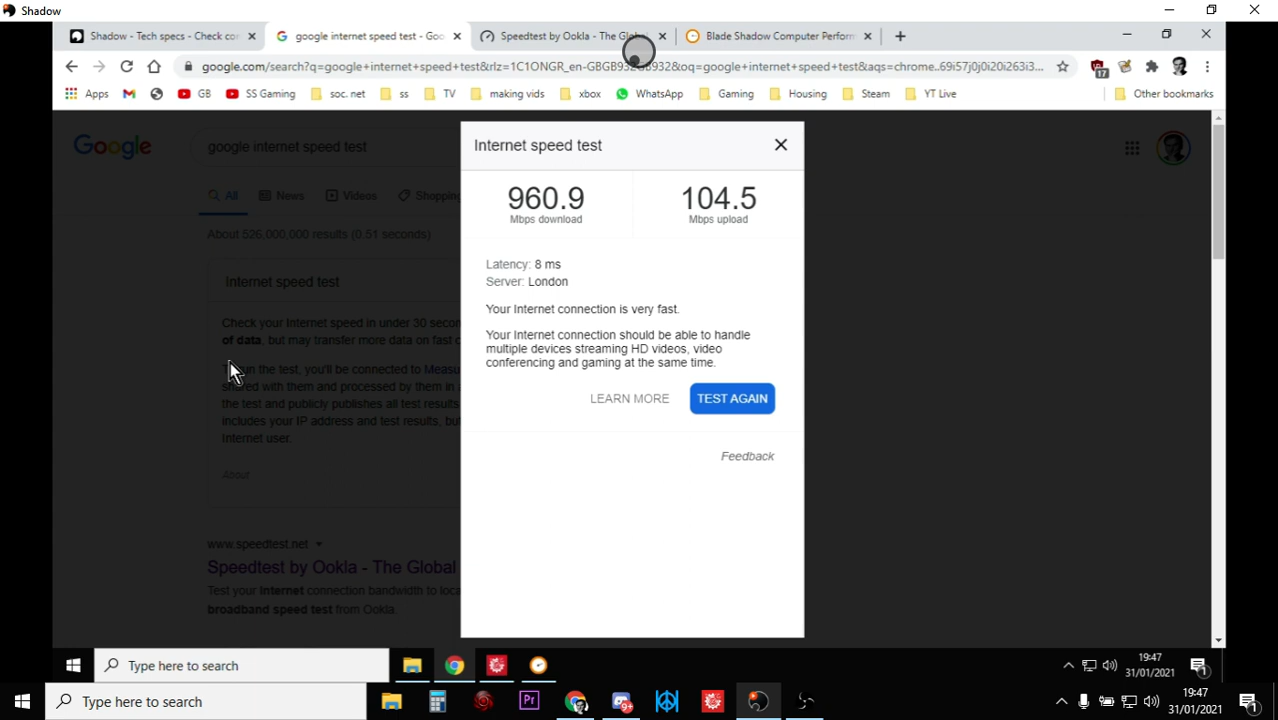 Shadow
Shadow - Tech specs - Check co
google internet speed test - Goo
Speedtest by Ookla - The Global
Blade Shadow Computer Perform
google.com/search?q=google+internet+speed+test&rlz=1C1ONGR_en-GBGB932GB932&oq=google+internet+speed+test&aqs=chrome..69i57j0j0i20i263i3...
17
Apps
GB
SS Gaming
soc. net
ss
TV
making vids
xbox
WhatsApp
Gaming
Housing
Steam
YT Live
Other bookmarks
Google
google internet speed test
All
News
Videos
Shopping
About 526,000,000 results (0.51 seconds)
Internet speed test
Check your Internet speed in under 30 secon
of data, but may transfer more data on fast c
run the test, you'll be connected to Measu
shared with them and processed by them in a
the test and publicly publishes all test results
includes your IP address and test results, bu
Internet user.
About
www.speedtest.net
Speedtest by Ookla - The Global
Test your Internet connection bandwidth to loca
broadband speed test from Ookla.
Internet speed test
960.9
Mbps download
104.5
Mbps upload
Latency: 8 ms
Server: London
Your Internet connection is very fast.
Your Internet connection should be able to handle
multiple devices streaming HD videos, video
conferencing and gaming at the same time.
LEARN MORE
TEST AGAIN
Feedback
Type here to search
19:47
31/01/2021
1
Type here to search
Pr
9+
19:47
31/01/2021
1